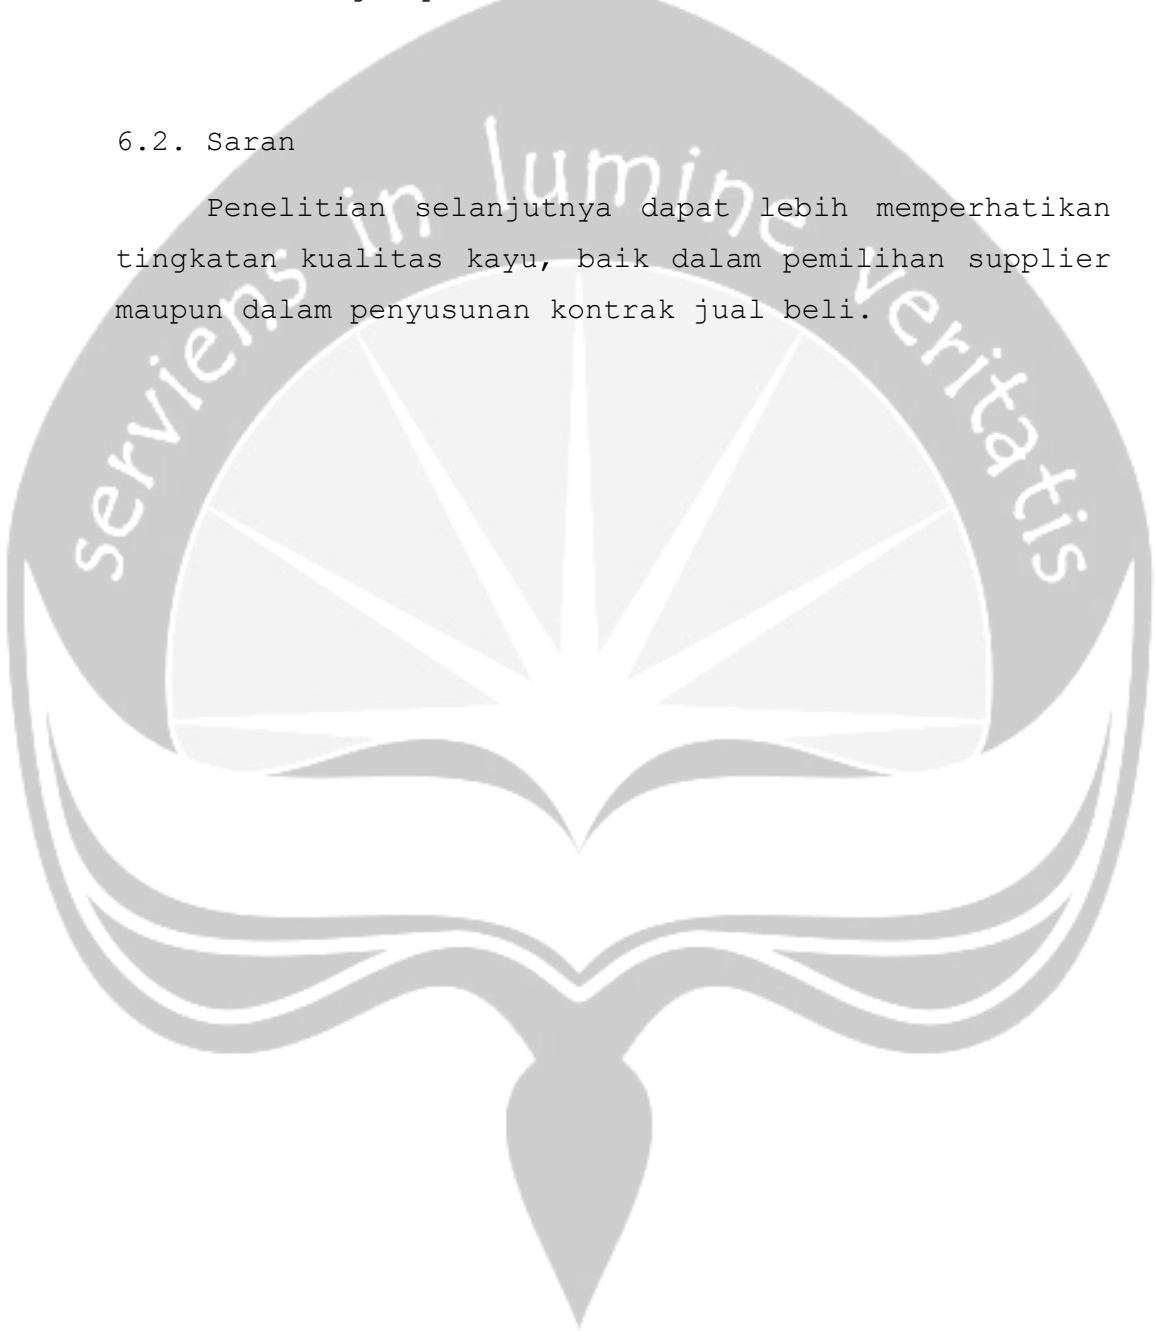 6.2. Saran
Penelitian selanjutnya dapat lebih memperhatikan
tingkatan kualitas kayu, baik dalam pemilihan supplier
maupun dalam penyusunan kontrak jual beli.
serviens in lumine veritatis